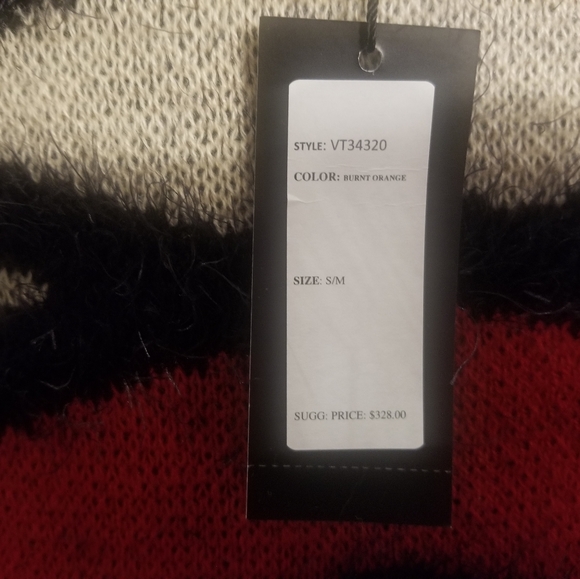 STYLE: VT34320
COLOR: BURNT ORANGE
SIZE: S/M
SUGG: PRICE: $328.00